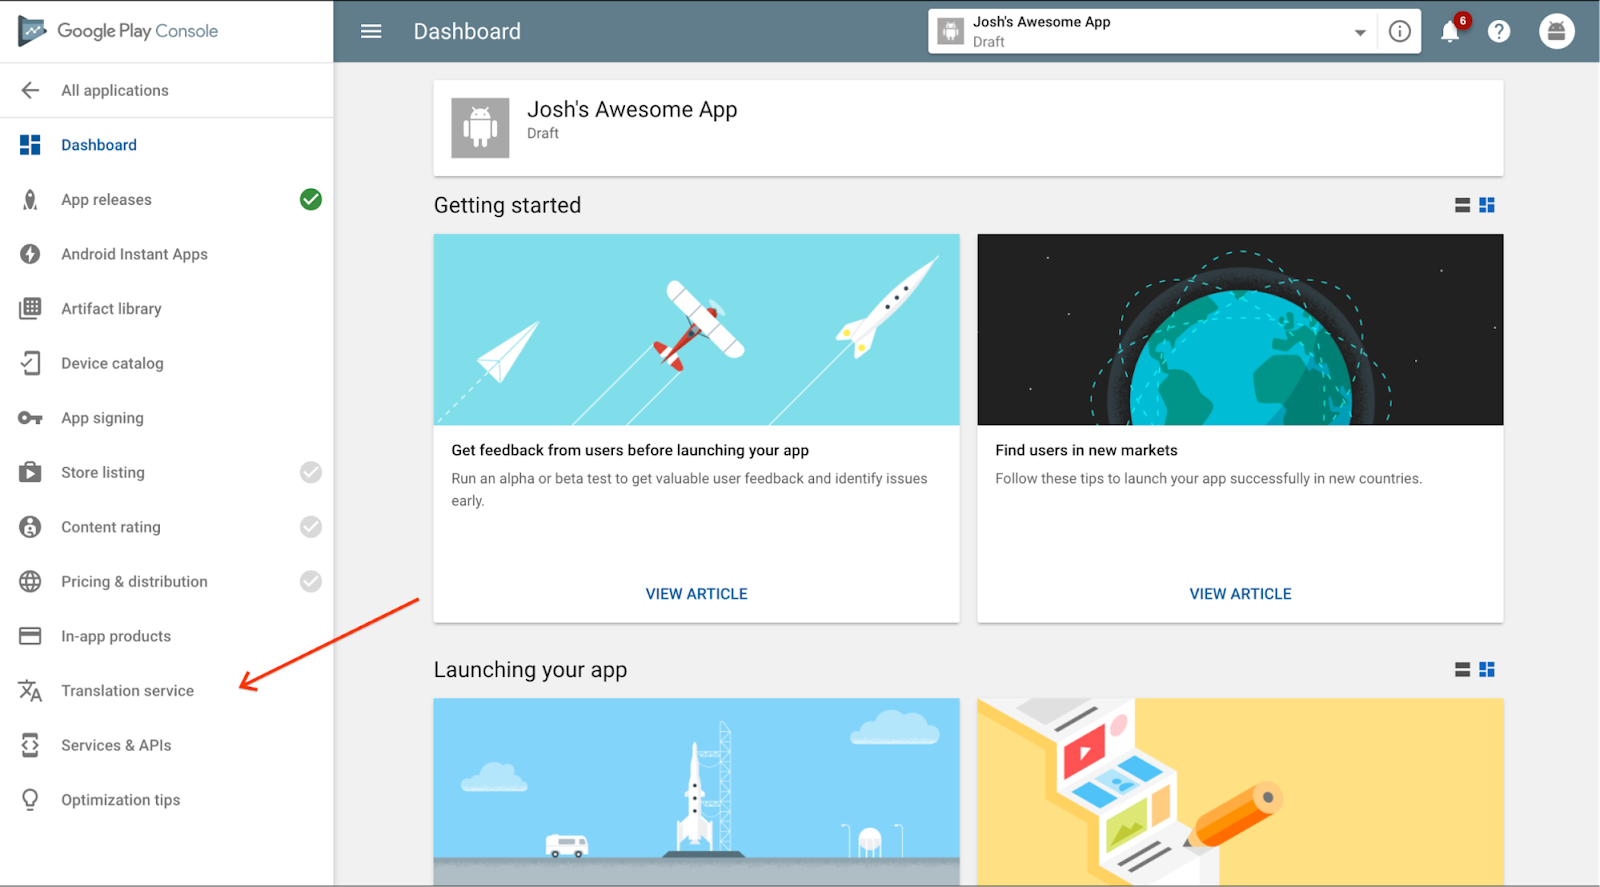 Google Play Console
Dashboard
Josh's Awesome App
Draft
6
All applications
Dashboard
App releases
Android Instant Apps
Artifact library
Device catalog
App signing
Store listing
Content rating
Pricing & distribution
In-app products
Translation service
Services & APIs
Optimization tips
Josh's Awesome App
Draft
Getting started
Get feedback from users before launching your app
Run an alpha or beta test to get valuable user feedback and identify issues
early.
VIEW ARTICLE
Find users in new markets
Follow these tips to launch your app successfully in new countries.
VIEW ARTICLE
Launching your app